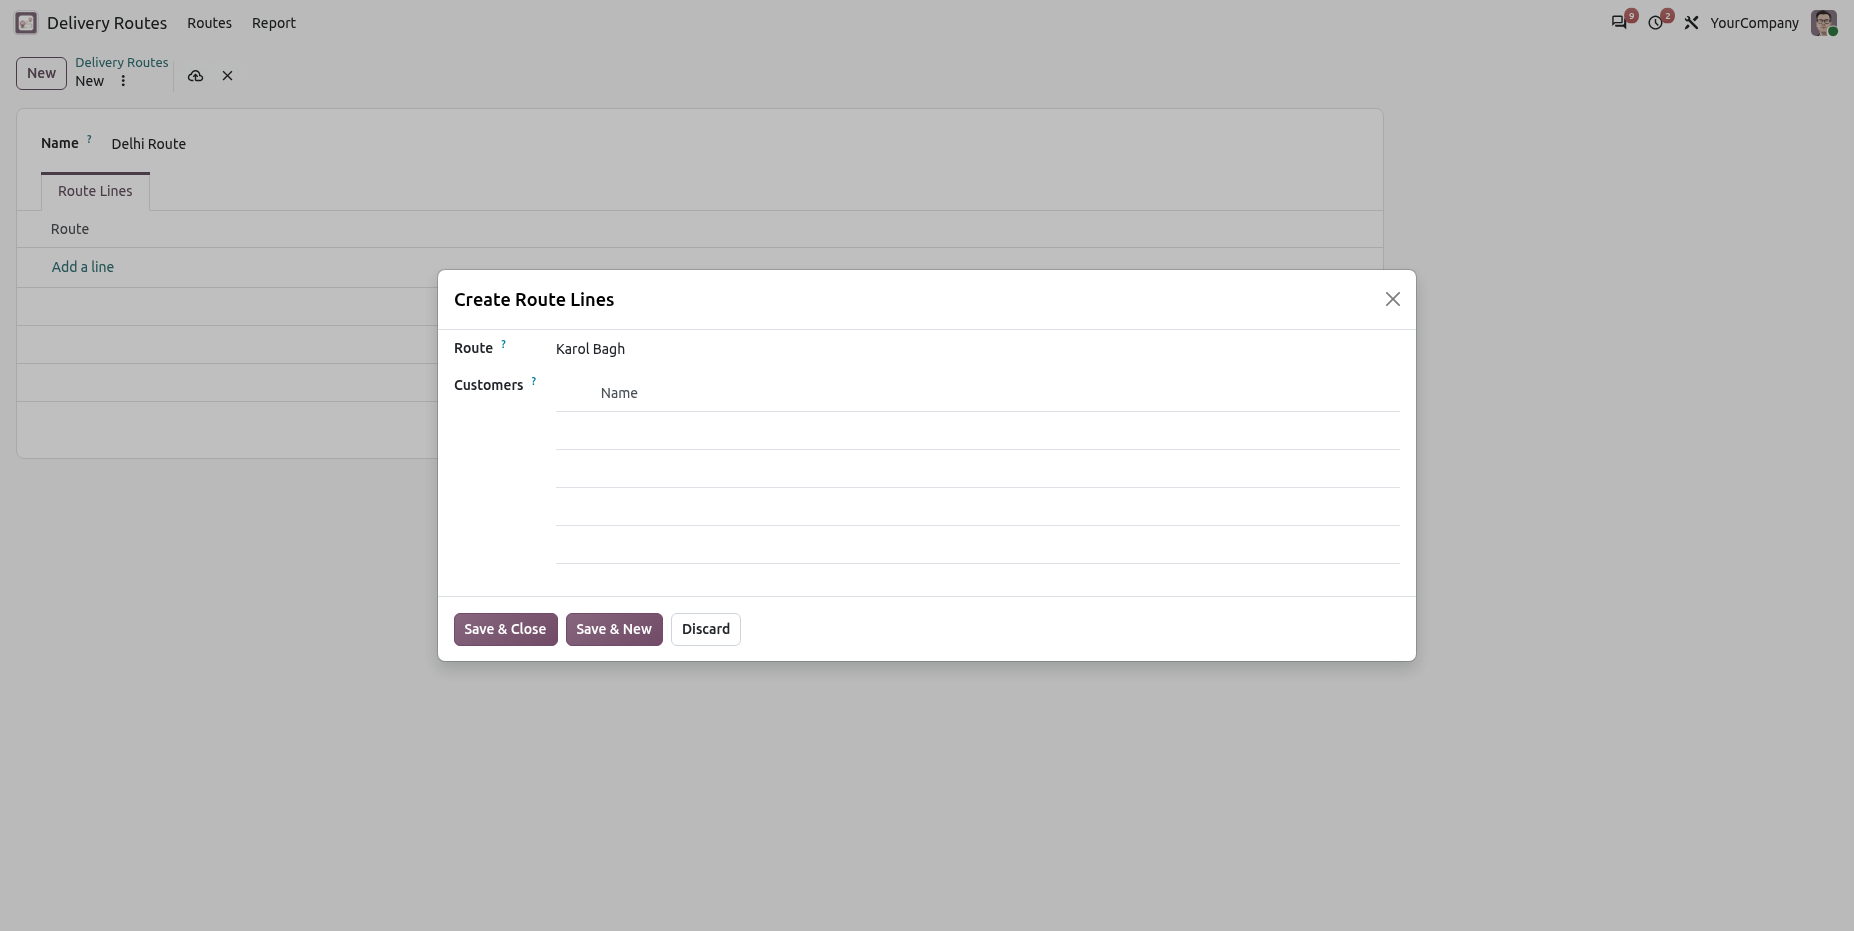 Delivery Routes Routes Report 9 2 YourCompany
New Delivery Routes
New
Name ? Delhi Route
Route Lines
Route
Add a line
Create Route Lines
Route ? Karol Bagh
Customers ? Name
Save & Close Save & New Discard